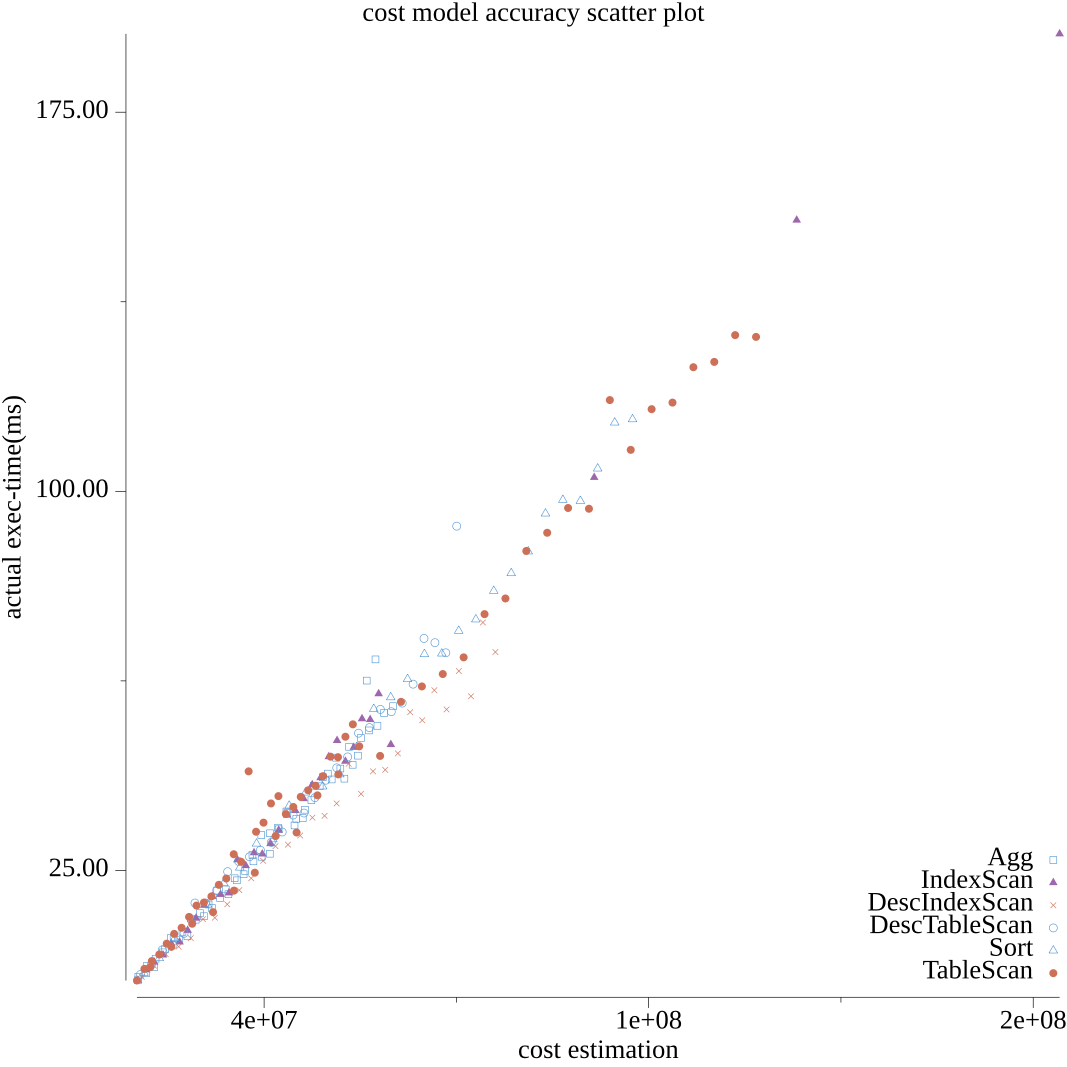 cost model accuracy scatter plot
175.00
100.00
25.00
actual exec-time(ms)
Agg
IndexScan
DescIndexScan
DescTableScan
Sort
TableScan
4e+07
1e+08
2e+08
cost estimation